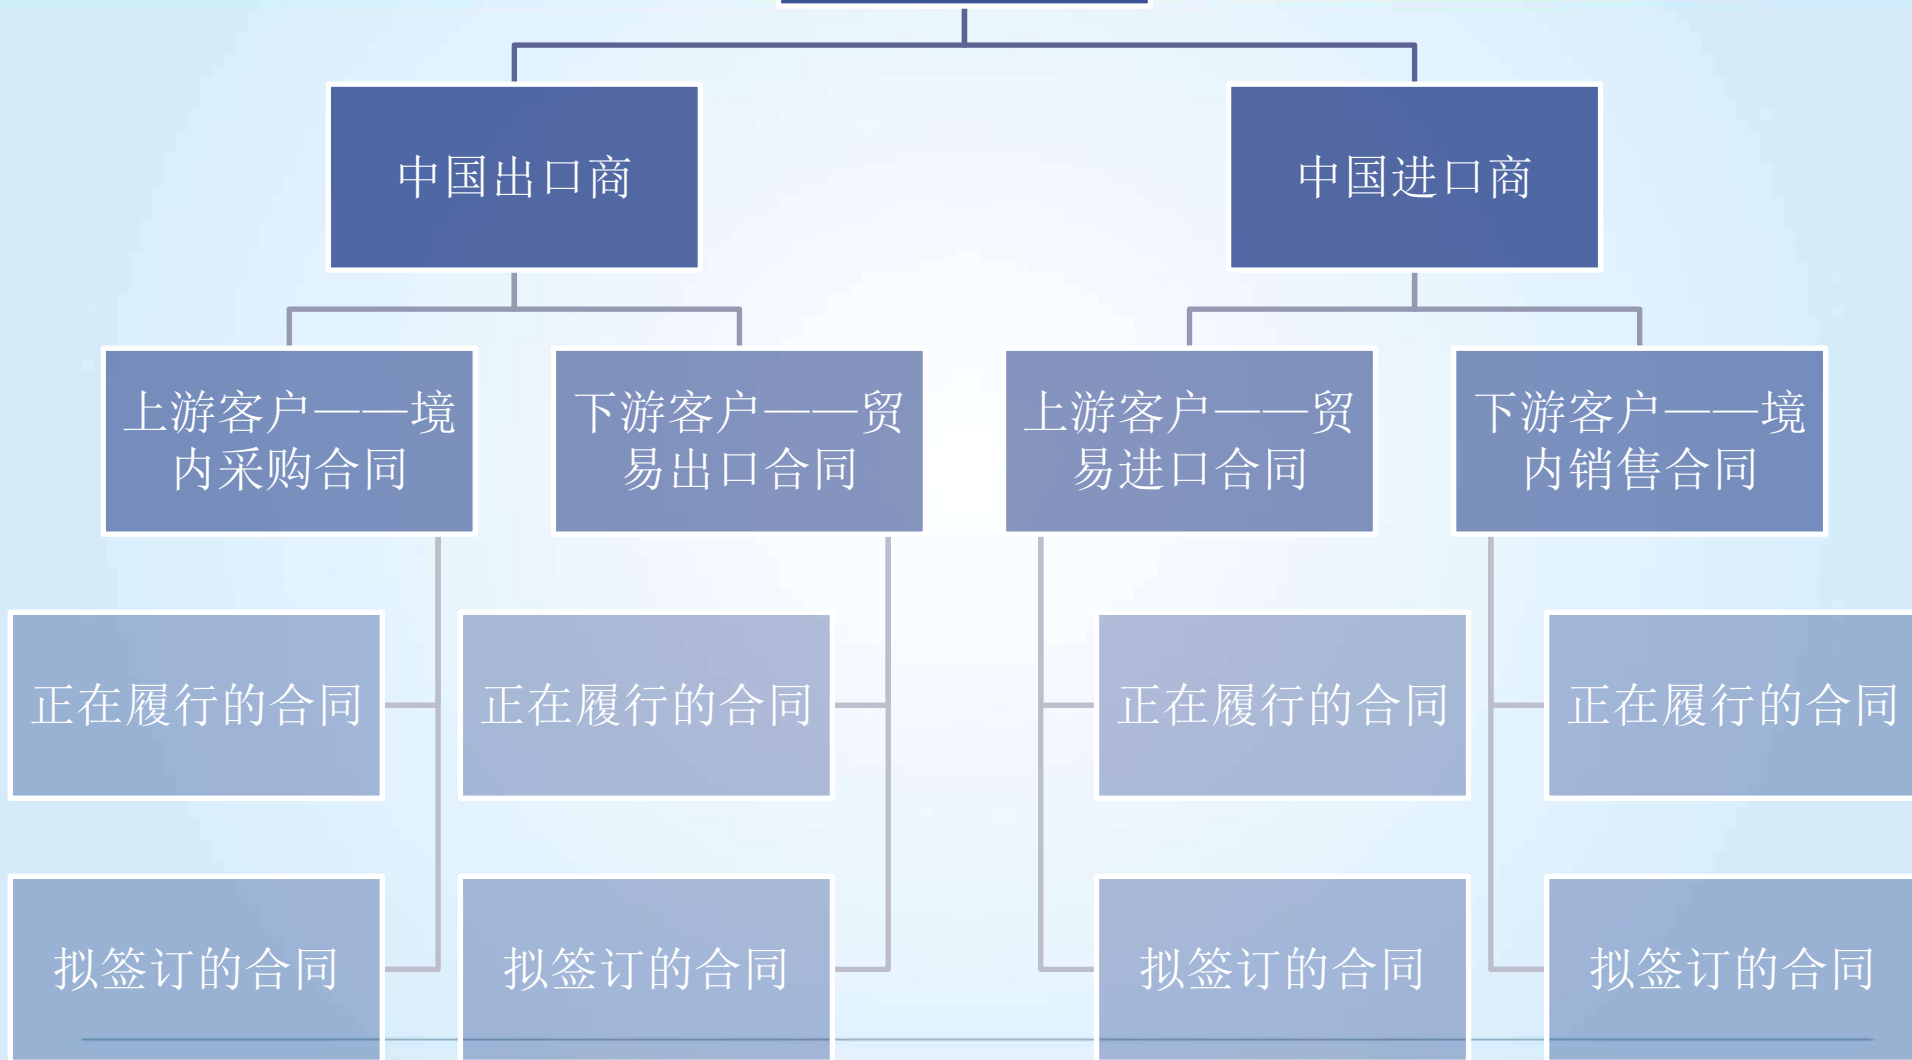 中国出口商
中国进口商
上游客户——境
内采购合同
下游客户——贸
易出口合同
上游客户——贸
易进口合同
下游客户——境
内销售合同
正在履行的合同
正在履行的合同
正在履行的合同
正在履行的合同
拟签订的合同
拟签订的合同
拟签订的合同
拟签订的合同